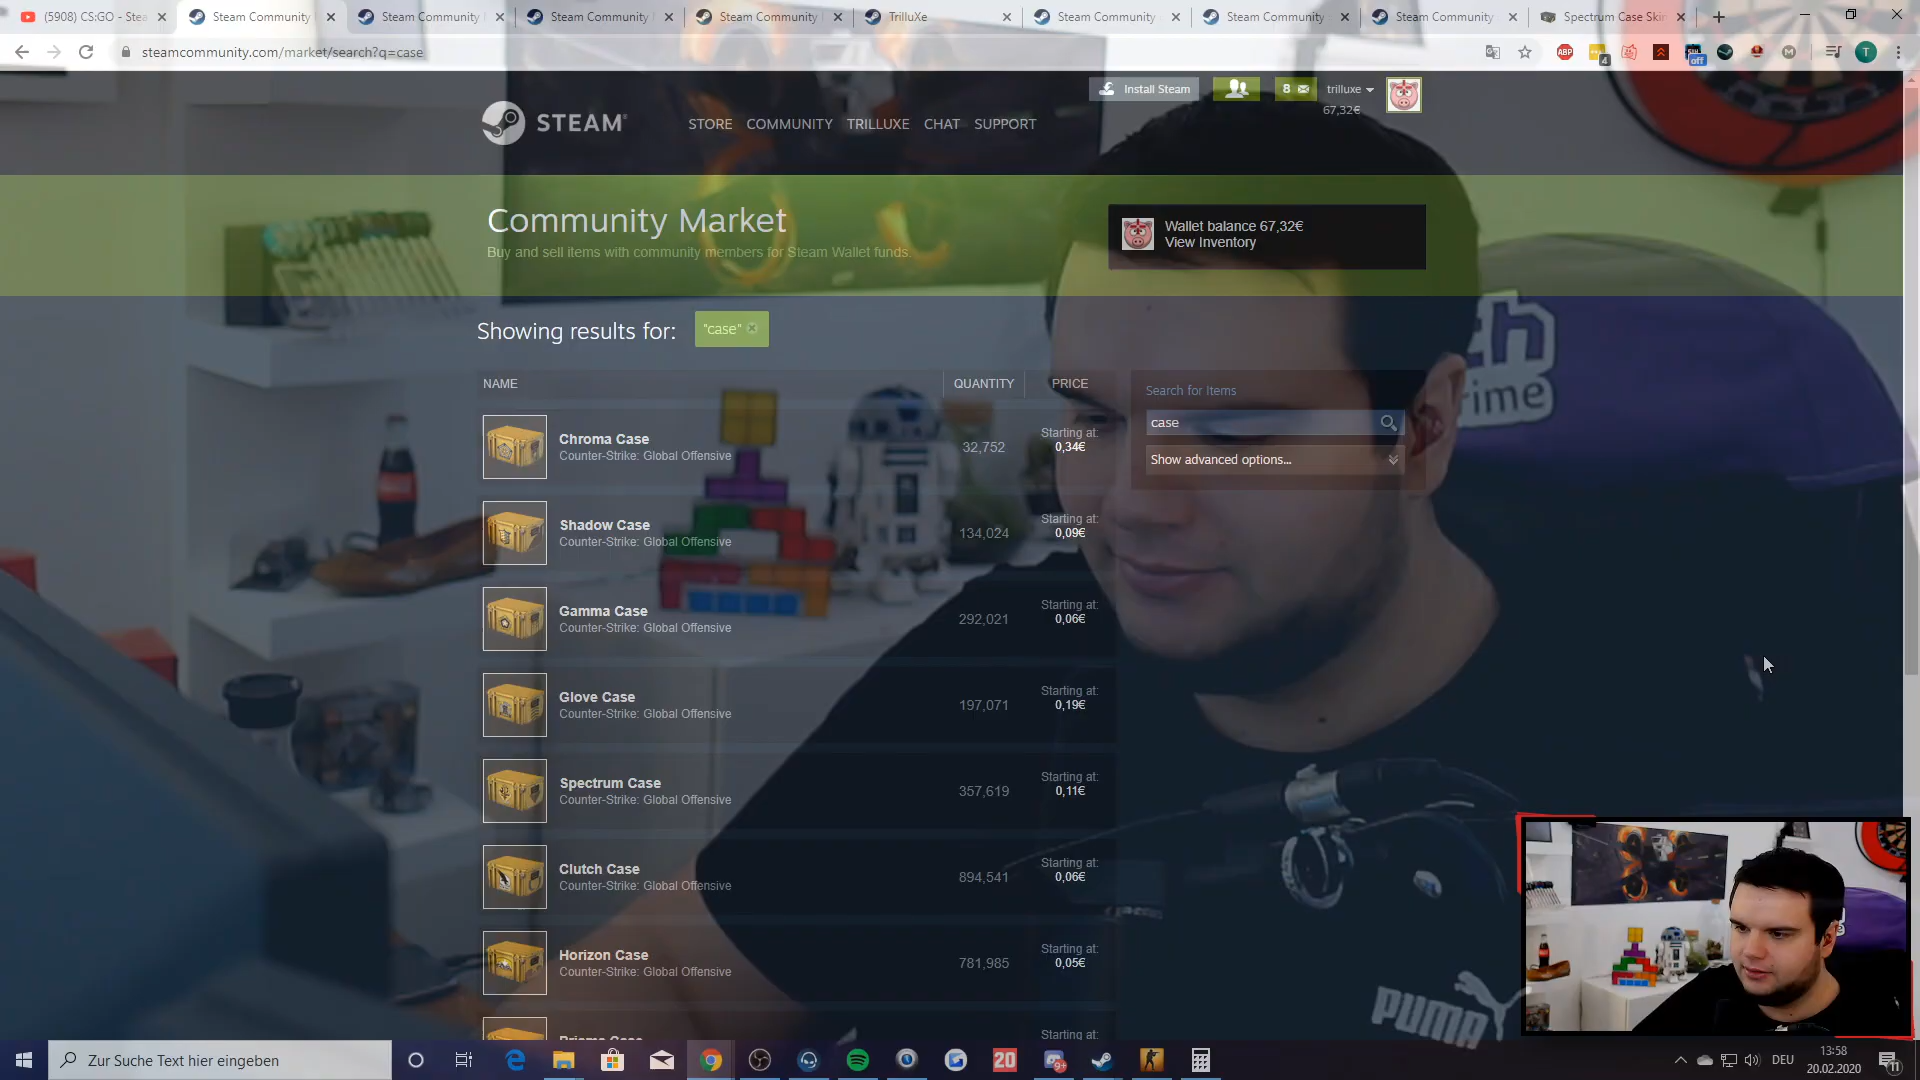 (5908) CS:GO - Stea
Steam Community
Steam Community
Steam Community
Steam Community
TrilluXe
Steam Community
Steam Community
Steam Community
Spectrum Case Skin
steamcommunity.com/market/search?q=case
ABP
4
off
M
T
Install Steam
8
trilluxe
67,32€
STEAM
STORE COMMUNITY TRILLUXE CHAT SUPPORT
Community Market
Buy and sell items with community members for Steam Wallet funds.
Wallet balance 67,32€
View Inventory
Showing results for: "case"
NAME QUANTITY PRICE
Search for Items
case
Show advanced options...
Chroma Case
Counter-Strike: Global Offensive
32,752
Starting at:
0,34€
Shadow Case
Counter-Strike: Global Offensive
134,024
Starting at:
0,09€
Gamma Case
Counter-Strike: Global Offensive
292,021
Starting at:
0,06€
Glove Case
Counter-Strike: Global Offensive
197,071
Starting at:
0,19€
Spectrum Case
Counter-Strike: Global Offensive
357,619
Starting at:
0,11€
Clutch Case
Counter-Strike: Global Offensive
894,541
Starting at:
0,06€
Horizon Case
Counter-Strike: Global Offensive
781,985
Starting at:
0,05€
Starting at:
PUMA
Zur Suche Text hier eingeben
20
9+
DEU
13:58
20.02.2020
11